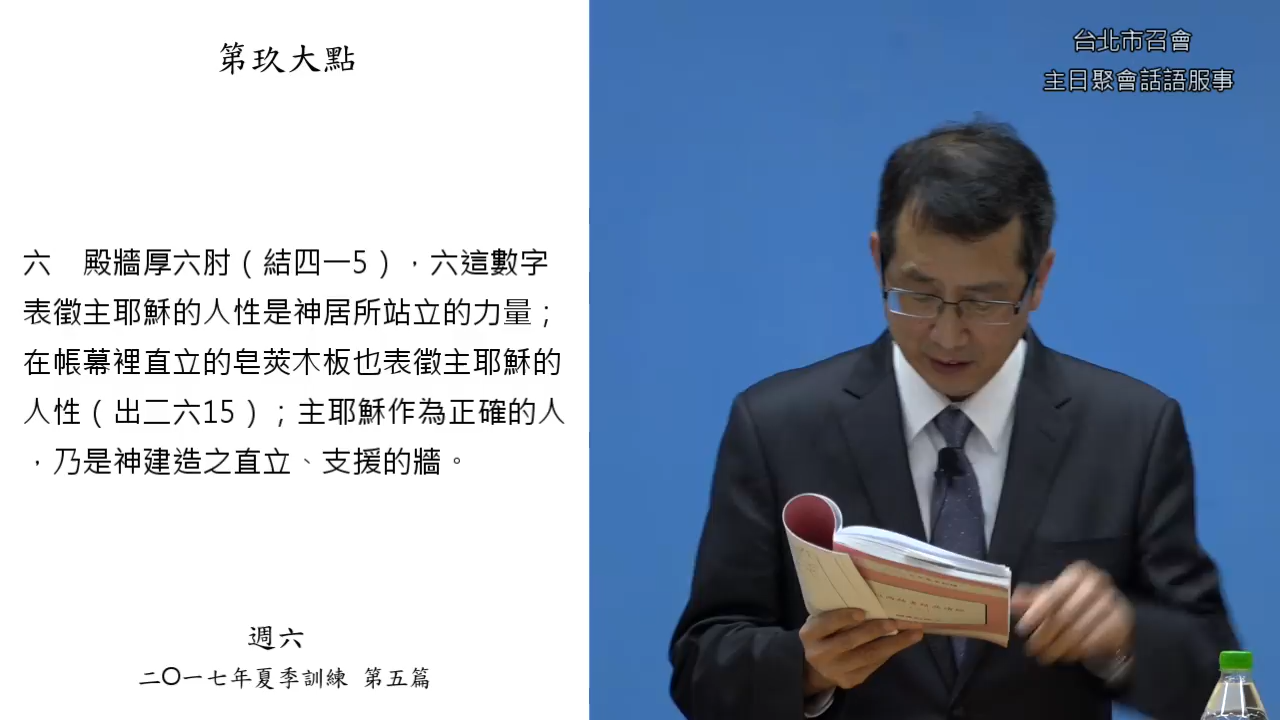 第玖大點
六　殿牆厚六肘（結四一5），六這數字
表徵主耶穌的人性是神居所站立的力量；
在帳幕裡直立的皂莢木板也表徵主耶穌的
人性（出二六15）；主耶穌作為正確的人
，乃是神建造之直立、支援的牆。
週六
二〇一七年夏季訓練 第五篇
台北市召會
主日聚會話語服事